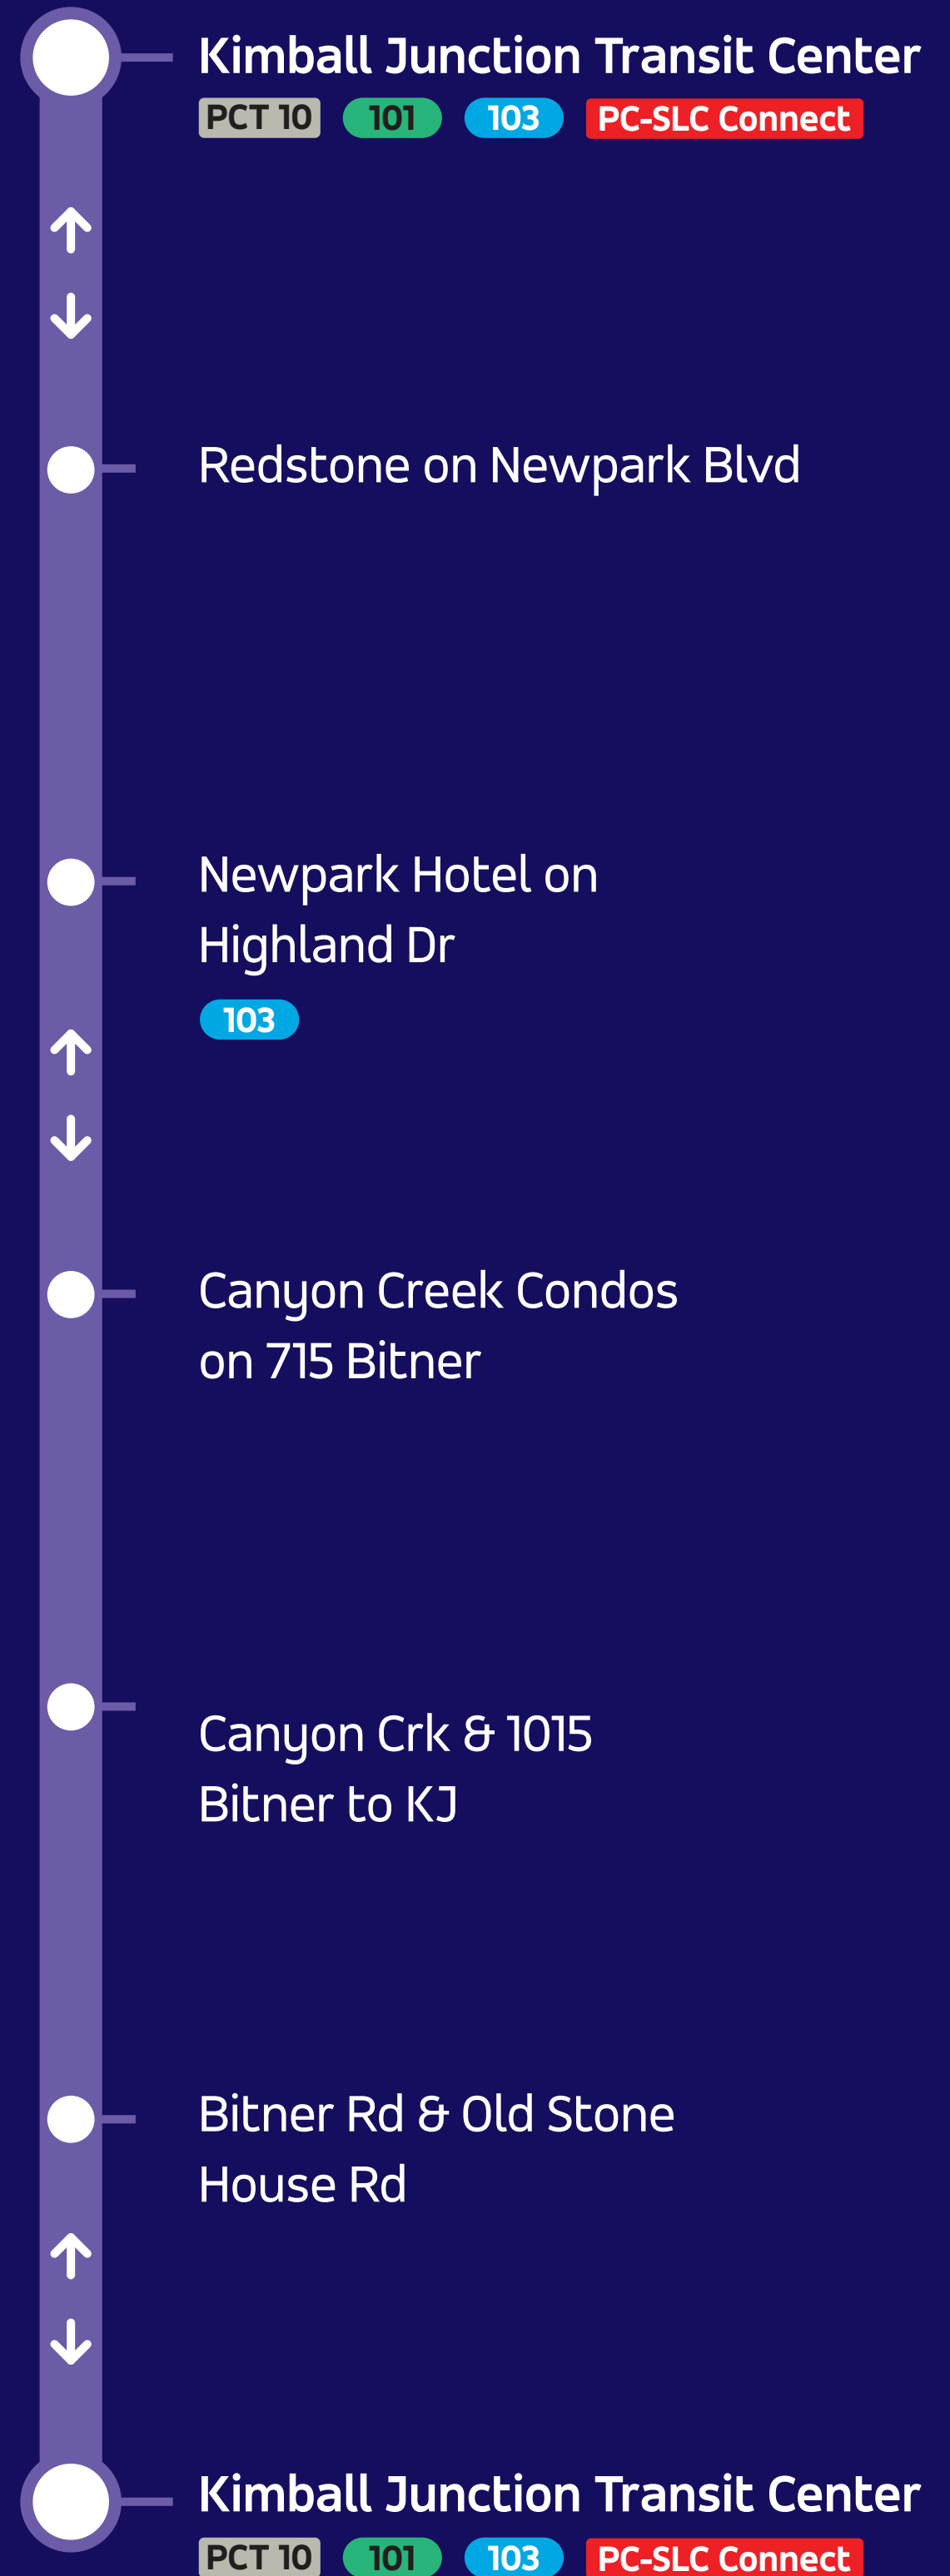 Kimball Junction Transit Center
PCT 10 101 103 PC-SLC Connect
Redstone on Newpark Blvd
Newpark Hotel on
Highland Dr
103
Canyon Creek Condos
on 715 Bitner
Canyon Crk & 1015
Bitner to KJ
Bitner Rd & Old Stone
House Rd
Kimball Junction Transit Center
PCT 10 101 103 PC-SLC Connect